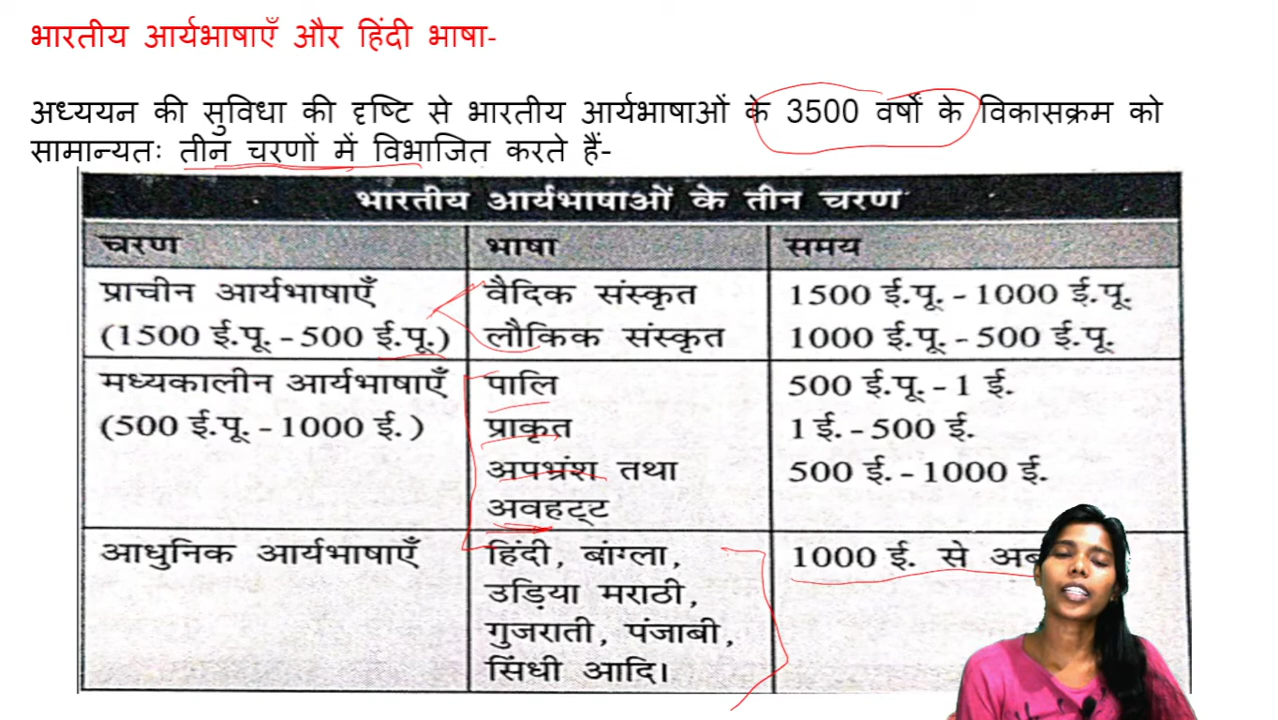 भारतीय आर्यभाषाएँ और हिंदी भाषा-
अध्ययन की सुविधा की दृष्टि से भारतीय आर्यभाषाओं के 3500 वर्षों के विकासक्रम को
सामान्यतः तीन चरणों में विभाजित करते हैं-
भारतीय आर्यभाषाओं के तीन चरण
चरण भाषा समय
प्राचीन आर्यभाषाएँ वैदिक संस्कृत 1500 ई.पू. - 1000 ई.पू.
(1500 ई.पू. - 500 ई.पू.) लौकिक संस्कृत 1000 ई.पू. - 500 ई.पू.
मध्यकालीन आर्यभाषाएँ पालि 500 ई.पू. - 1 ई.
(500 ई.पू. - 1000 ई.) प्राकृत 1 ई. - 500 ई.
अपभ्रंश तथा 500 ई. - 1000 ई.
अवहट्ट
आधुनिक आर्यभाषाएँ हिंदी, बांग्ला, 1000 ई. से
उड़िया मराठी,
गुजराती, पंजाबी,
सिंधी आदि।